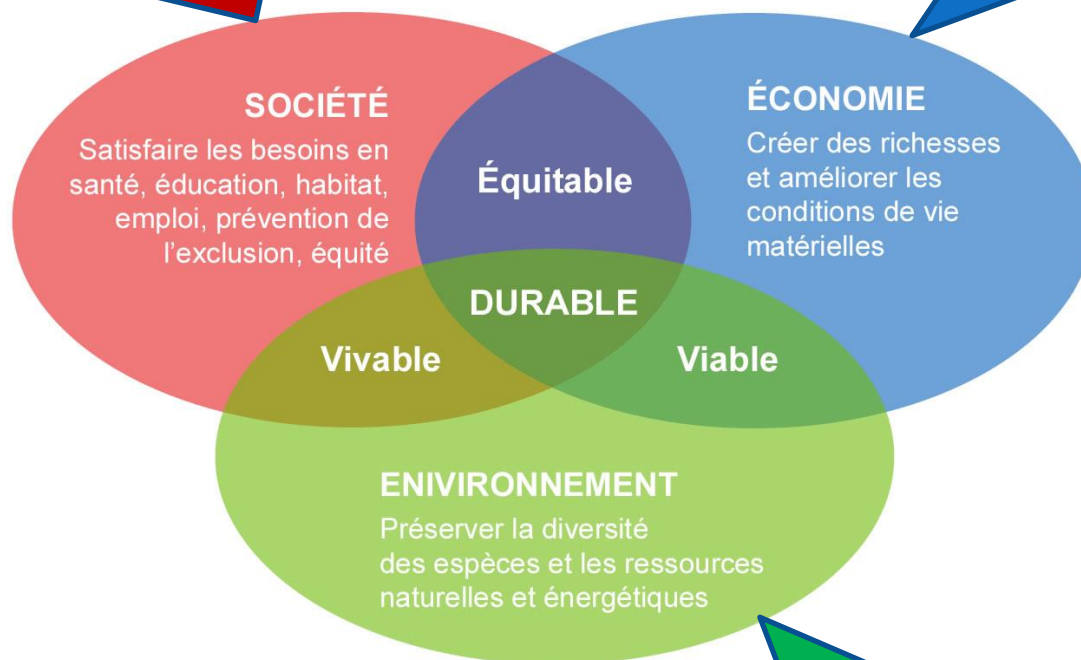 SOCIÉTÉ
Satisfaire les besoins en
santé, éducation, habitat,
emploi, prévention de
l'exclusion, équité
Équitable
ÉCONOMIE
Créer des richesses
et améliorer les
conditions de vie
matérielles
DURABLE
Vivable
Viable
ENIVIRONNEMENT
Préserver la diversité
des espèces et les ressources
naturelles et énergétiques